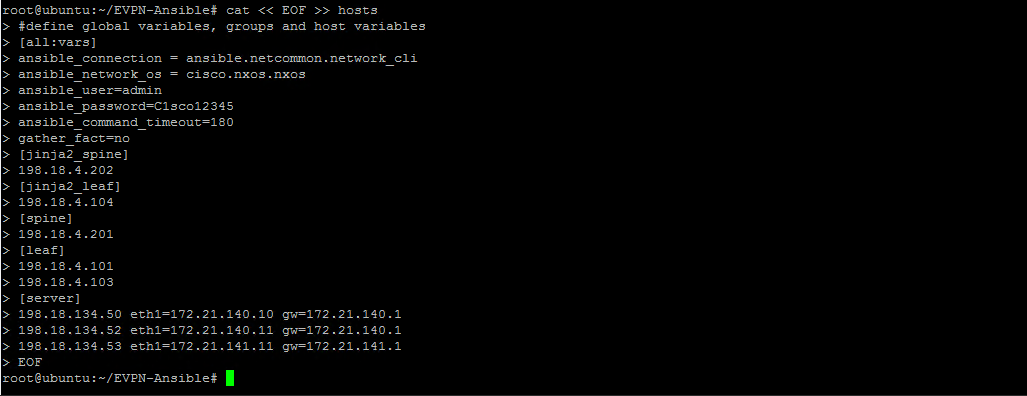 root@ubuntu:~/EVPN-Ansible# cat << EOF >> hosts
> #define global variables, groups and host variables
> [all:vars]
> ansible_connection = ansible.netcommon.network_cli
> ansible_network_os = cisco.nxos.nxos
> ansible_user=admin
> ansible_password=C1sco12345
> ansible_command_timeout=180
> gather_fact=no
> [jinja2_spine]
> 198.18.4.202
> [jinja2_leaf]
> 198.18.4.104
> [spine]
> 198.18.4.201
> [leaf]
> 198.18.4.101
> 198.18.4.103
> [server]
> 198.18.134.50 eth1=172.21.140.10 gw=172.21.140.1
> 198.18.134.52 eth1=172.21.140.11 gw=172.21.140.1
> 198.18.134.53 eth1=172.21.141.11 gw=172.21.141.1
> EOF
root@ubuntu:~/EVPN-Ansible#